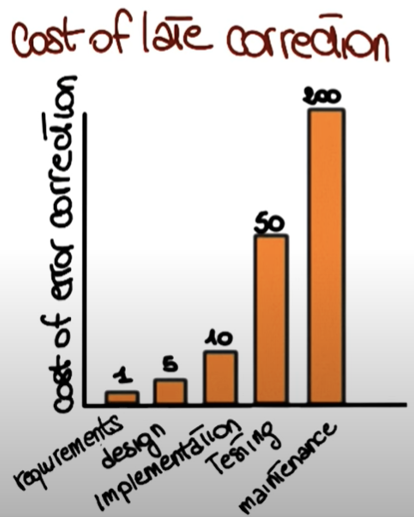 Cost of late correction
cost of error correction
200
50
10
5
1
requirements
design
Implementation
Testing
maintenance